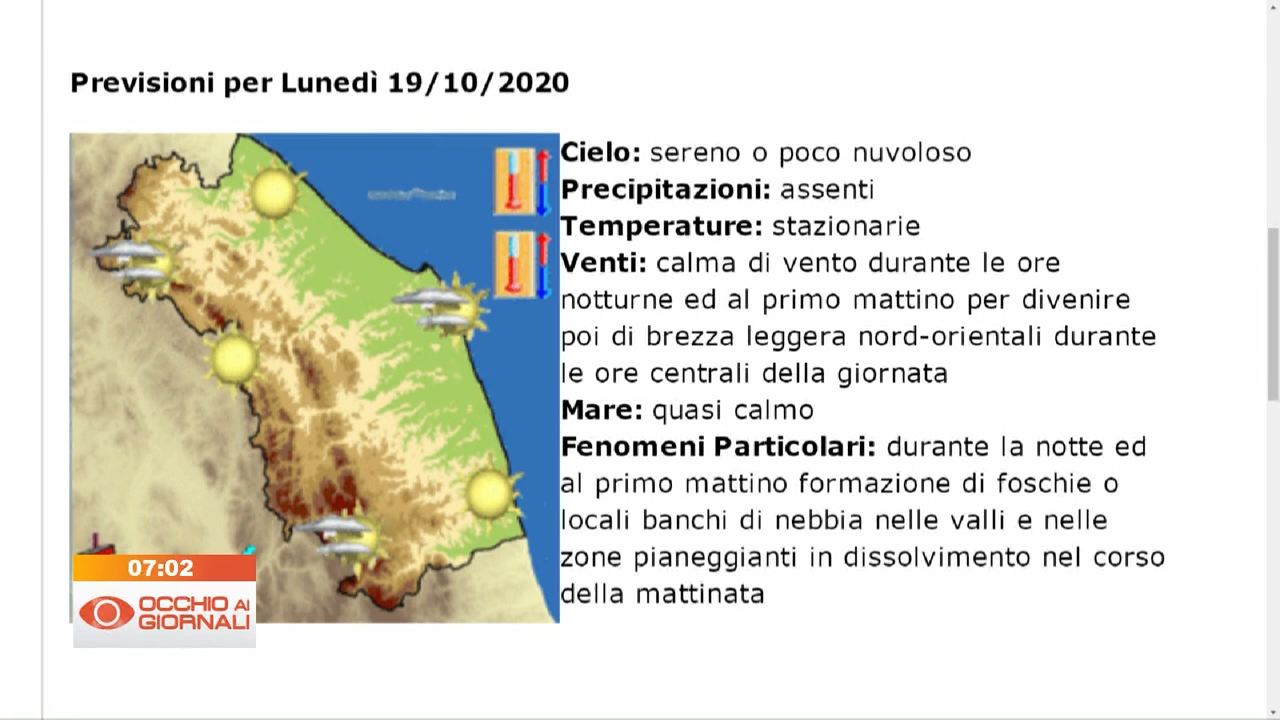 Previsioni per Lunedì 19/10/2020
Cielo: sereno o poco nuvoloso
Precipitazioni: assenti
Temperature: stazionarie
Venti: calma di vento durante le ore
notturne ed al primo mattino per divenire
poi di brezza leggera nord-orientali durante
le ore centrali della giornata
Mare: quasi calmo
Fenomeni Particolari: durante la notte ed
al primo mattino formazione di foschie o
locali banchi di nebbia nelle valli e nelle
zone pianeggianti in dissolvimento nel corso
della mattinata
07:02
OCCHIO AI
GIORNALI